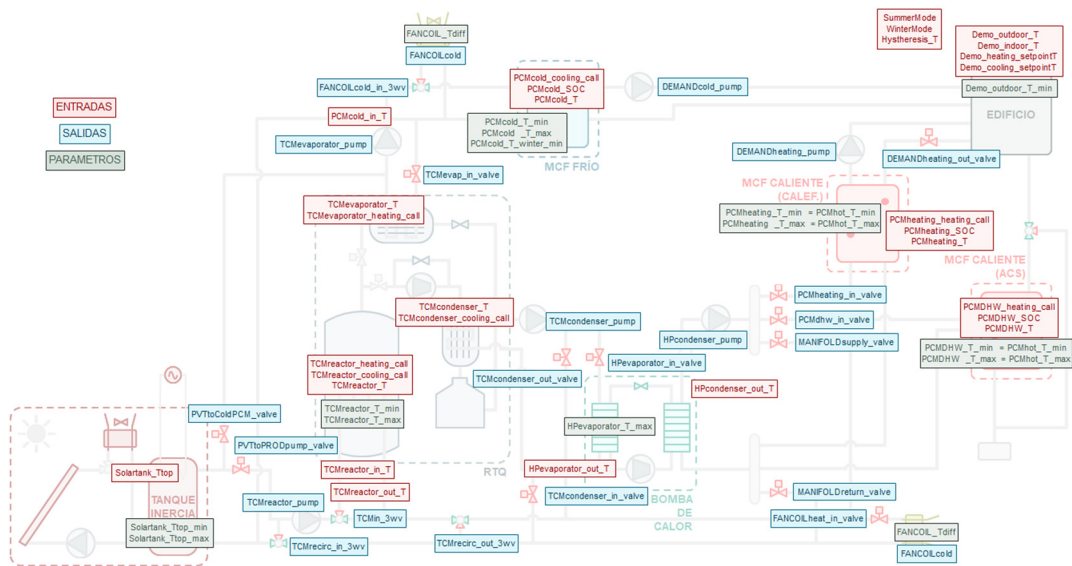 SummerMode
WinterMode
Hystheresis_T
FANCOIL_Tdiff
FANCOILcold
Demo_outdoor_T
Demo_indoor_T
Demo_heating_setpointT
Demo_cooling_setpointT
Demo_outdoor_T_min
EDIFICIO
ENTRADAS
SALIDAS
PARAMETROS
FANCOILcold_in_3wv
PCMcold_cooling_call
PCMcold_SOC
PCMcold_T
DEMANDcold_pump
PCMcold_in_T
PCMcold_T_min
PCMcold _T_max
PCMcold_T_winter_min
MCF FRÍO
TCMevaporator_pump
TCMevap_in_valve
DEMANDheating_pump
DEMANDheating_out_valve
MCF CALIENTE
(CALEF.)
TCMevaporator_T
TCMevaporator_heating_call
PCMheating_T_min = PCMhot_T_min
PCMheating _T_max = PCMhot_T_max
PCMheating_heating_call
PCMheating_SOC
PCMheating_T
MCF CALIENTE
(ACS)
TCMcondenser_T
TCMcondenser_cooling_call
TCMcondenser_pump
PCMheating_in_valve
PCMdhw_in_valve
MANIFOLDsupply_valve
PCMDHW_heating_call
PCMDHW_SOC
PCMDHW_T
PCMDHW_T_min = PCMhot_T_min
PCMDHW _T_max = PCMhot_T_max
HPcondenser_pump
HPevaporator_in_valve
TCMcondenser_out_valve
TCMreactor_heating_call
TCMreactor_cooling_call
TCMreactor_T
TCMreactor_T_min
TCMreactor_T_max
HPcondenser_out_T
HPevaporator_T_max
PVTtoColdPCM_valve
PVTtoPRODpump_valve
Solartank_Ttop
TCMreactor_in_T
TCMreactor_out_T
RTQ
HPevaporator_out_T
TCMcondenser_in_valve
BOMBA
DE
CALOR
MANIFOLDreturn_valve
TANQUE
INERCIA
TCMreactor_pump
TCMin_3wv
Solartank_Ttop_min
Solartank_Ttop_max
TCMrecirc_in_3wv
TCMrecirc_out_3wv
FANCOILheat_in_valve
FANCOIL_Tdiff
FANCOILcold